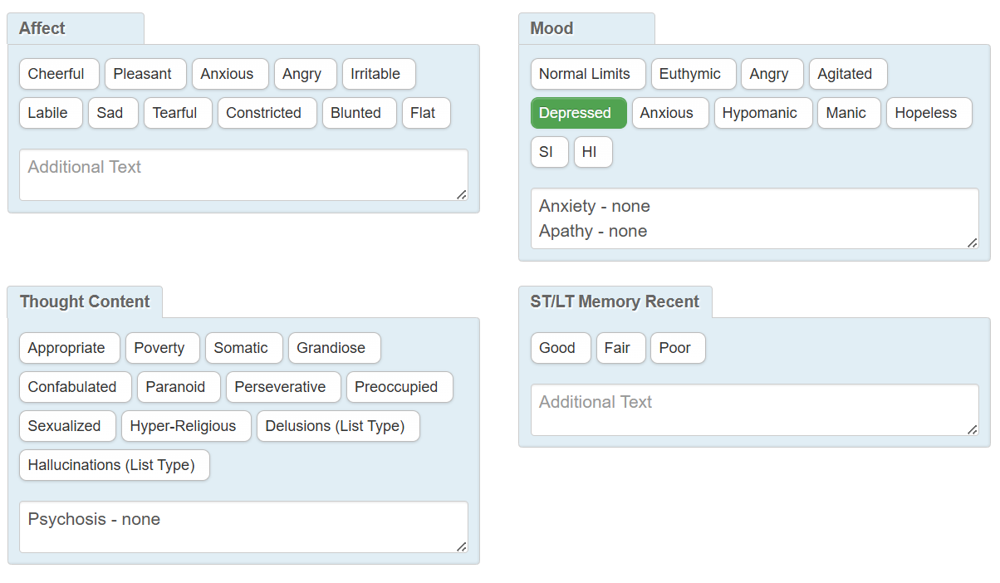 Affect
Cheerful Pleasant Anxious Angry Irritable
Labile Sad Tearful Constricted Blunted Flat
Additional Text
Mood
Normal Limits Euthymic Angry Agitated
Depressed Anxious Hypomanic Manic Hopeless
SI HI
Anxiety - none
Apathy - none
Thought Content
Appropriate Poverty Somatic Grandiose
Confabulated Paranoid Perseverative Preoccupied
Sexualized Hyper-Religious Delusions (List Type)
Hallucinations (List Type)
Psychosis - none
ST/LT Memory Recent
Good Fair Poor
Additional Text